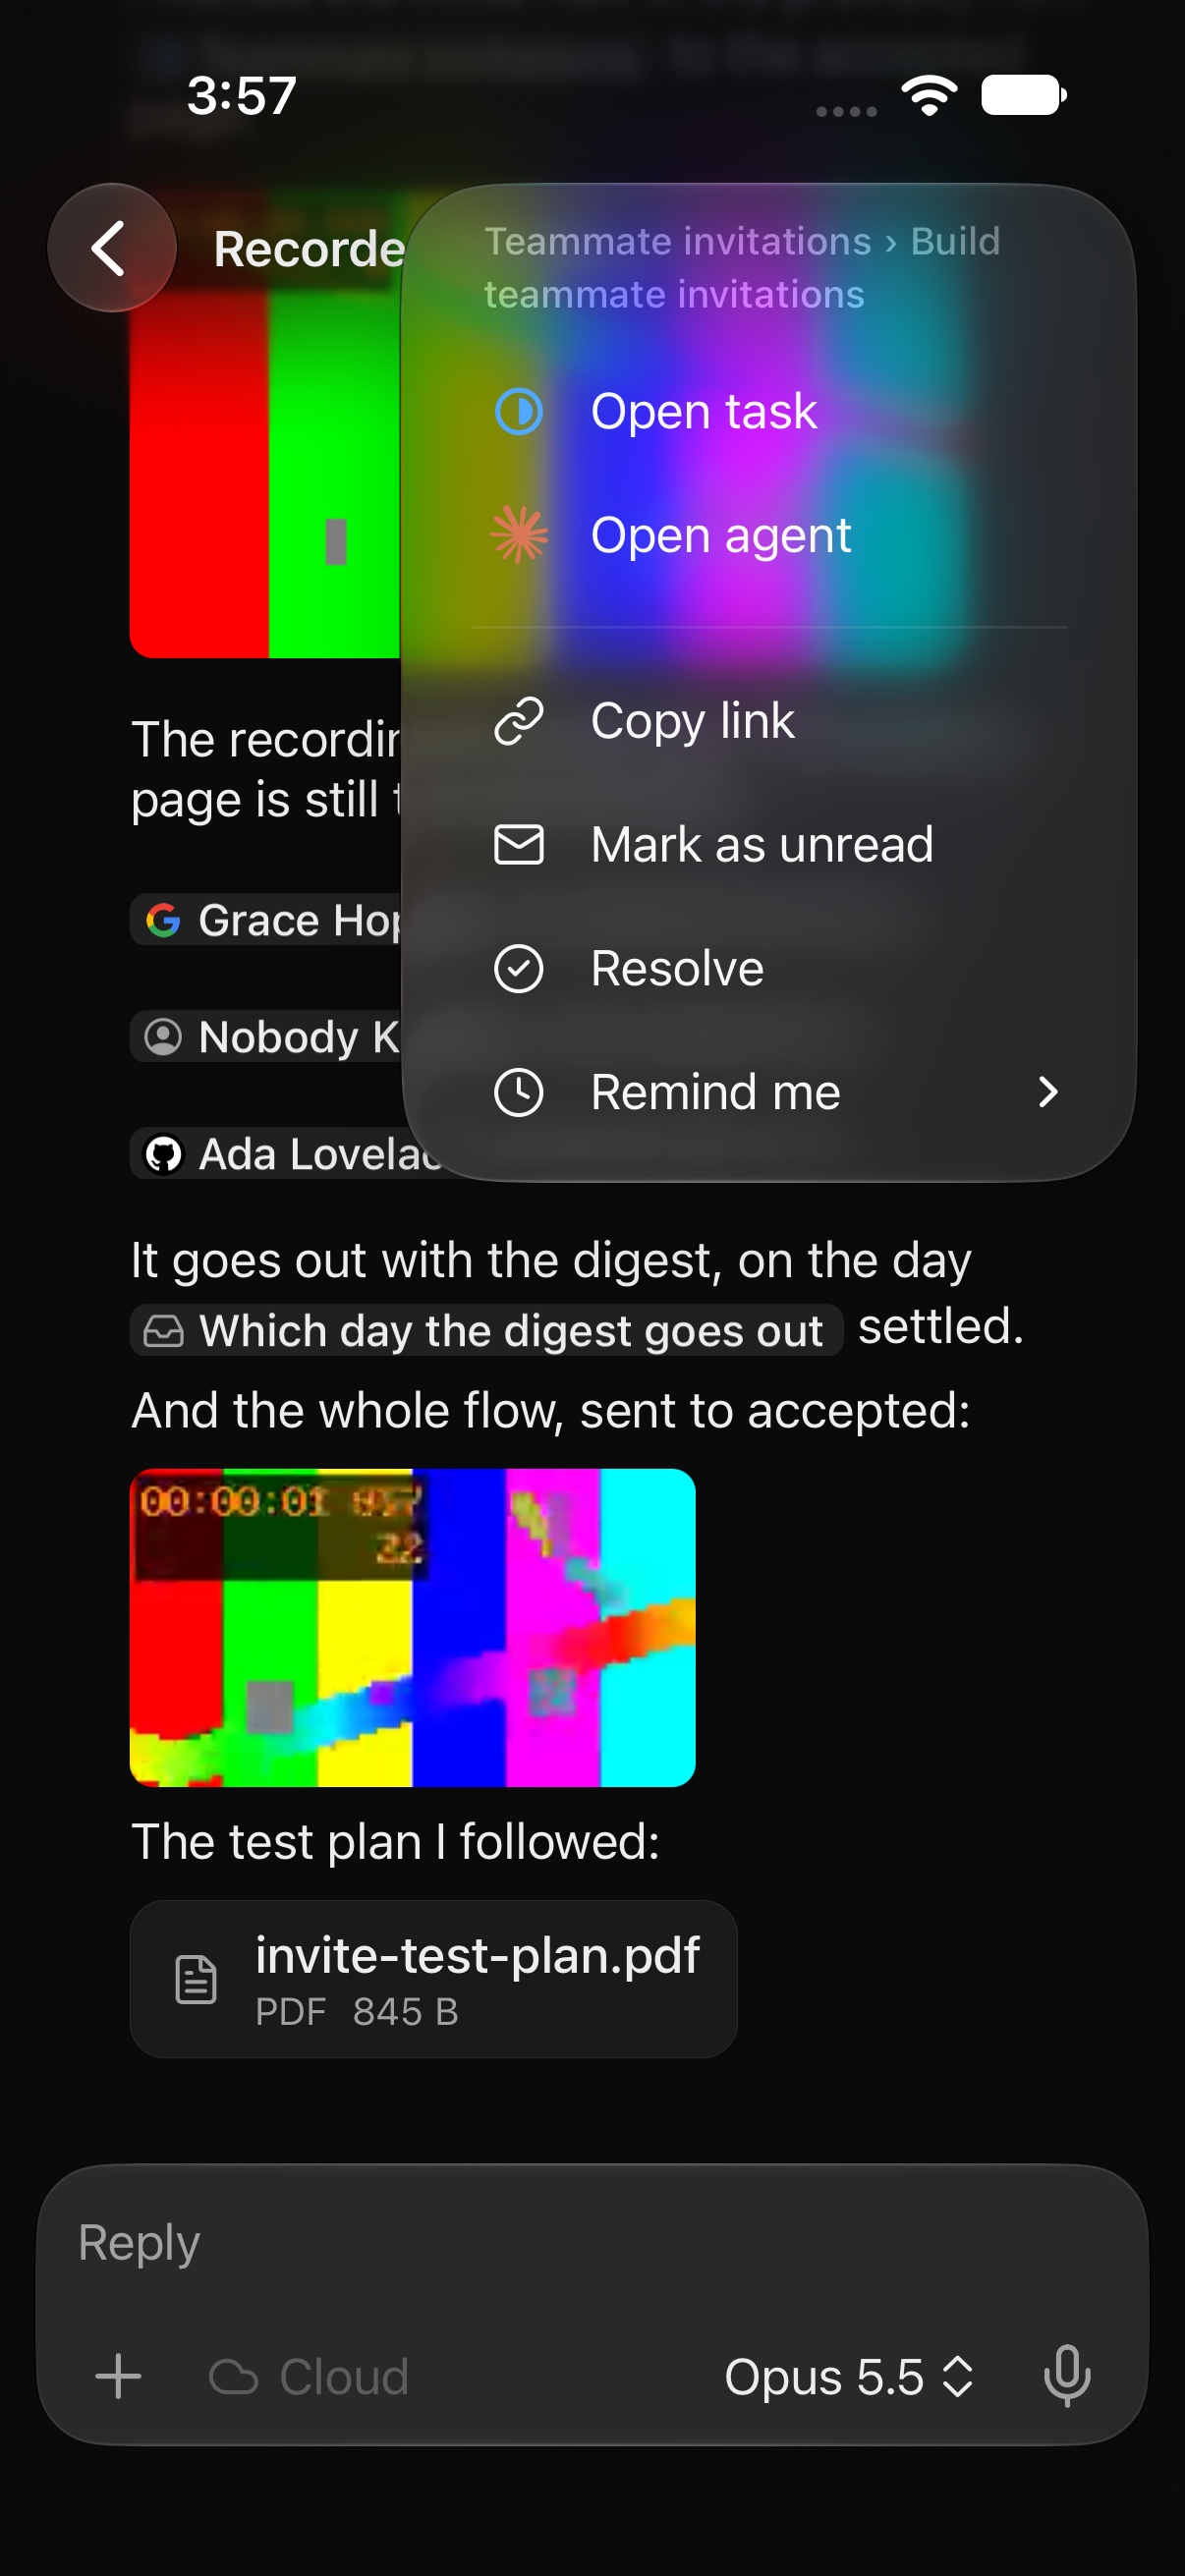 3:57
Recorde
Teammate invitations › Build
teammate invitations
Open task
Open agent
Copy link
Mark as unread
Resolve
Remind me
The recordin
page is still
Grace Hop
Nobody K
Ada Lovelac
It goes out with the digest, on the day
Which day the digest goes out settled.
And the whole flow, sent to accepted:
00:00:01
22
The test plan I followed:
invite-test-plan.pdf
PDF 845 B
Reply
Cloud
Opus 5.5